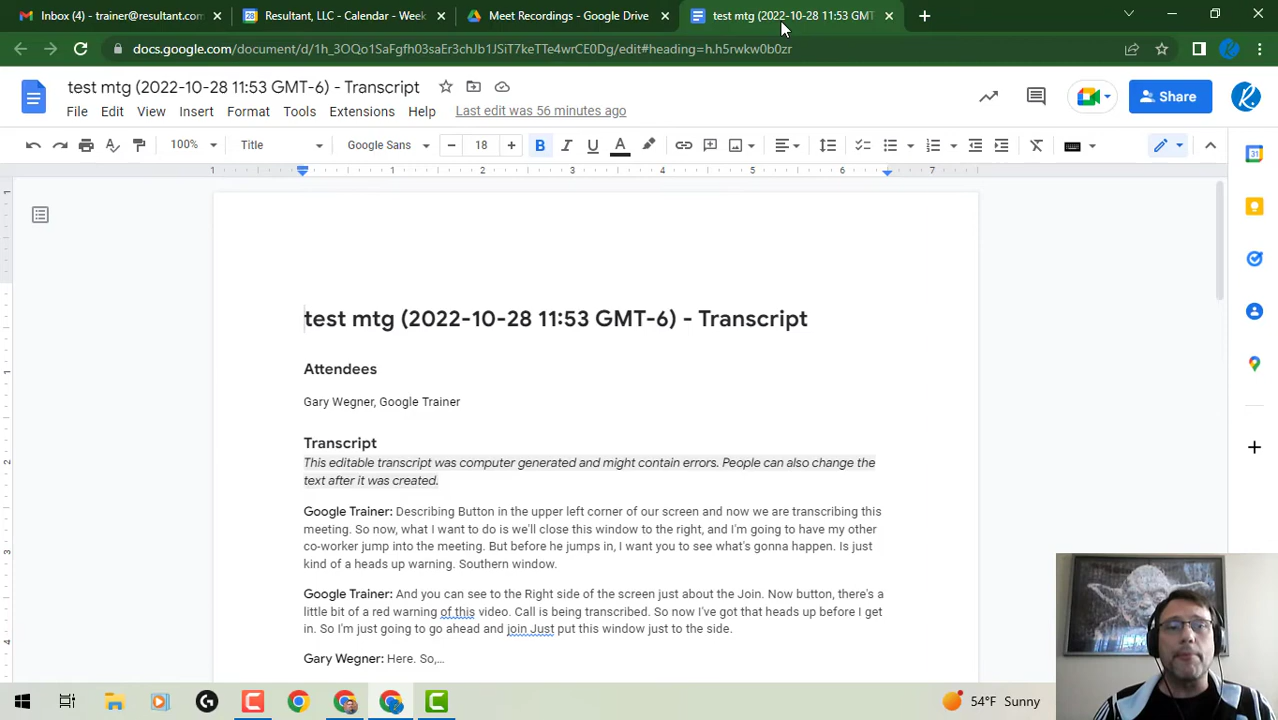 Inbox (4) - trainer@resultant.com
Resultant, LLC - Calendar - Week
Meet Recordings - Google Drive
test mtg (2022-10-28 11:53 GMT
docs.google.com/document/d/1h_3OQo1SaFgfh03saEr3chJb1JSiT7keTTe4wrCE0Dg/edit#heading=h.h5rwkw0b0zr
test mtg (2022-10-28 11:53 GMT-6) - Transcript
File Edit View Insert Format Tools Extensions Help Last edit was 56 minutes ago
Share
100% Title Google Sans 18
1 1 2 3 4 5 6 7
test mtg (2022-10-28 11:53 GMT-6) - Transcript
Attendees
Gary Wegner, Google Trainer
Transcript
This editable transcript was computer generated and might contain errors. People can also change the
text after it was created.
Google Trainer: Describing Button in the upper left corner of our screen and now we are transcribing this
meeting. So now, what I want to do is we'll close this window to the right, and I'm going to have my other
co-worker jump into the meeting. But before he jumps in, I want you to see what's gonna happen. Is just
kind of a heads up warning. Southern window.
Google Trainer: And you can see to the Right side of the screen just about the Join. Now button, there's a
little bit of a red warning of this video. Call is being transcribed. So now I've got that heads up before I get
in. So I'm just going to go ahead and join Just put this window just to the side.
Gary Wegner: Here. So,…
54°F Sunny